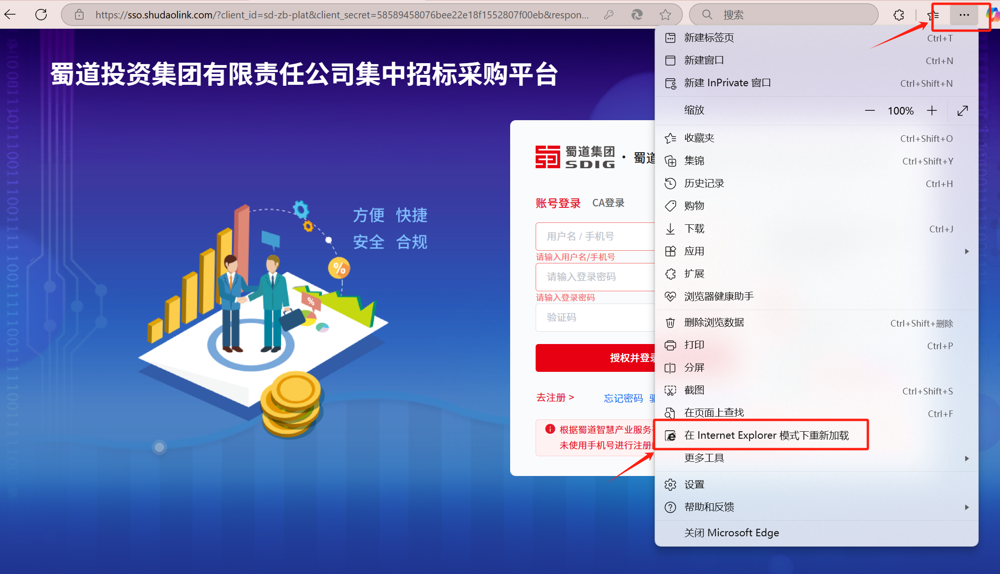 https://sso.shudaolink.com/?client_id=sd-zb-plat&client_secret=58589458076bee22e18f1552807f00eb&respon...
搜索
蜀道投资集团有限责任公司集中招标采购平台
方便 快捷
安全 合规
%
%
蜀道集团
SDIG
· 蜀道
账号登录 CA登录
用户名 / 手机号
请输入用户名/手机号
请输入登录密码
请输入登录密码
验证码
授权并登录
去注册 >
忘记密码
根据蜀道智慧产业服务
未使用手机号进行注册
新建标签页 Ctrl+T
新建窗口 Ctrl+N
新建 InPrivate 窗口 Ctrl+Shift+N
缩放 — 100% +
收藏夹 Ctrl+Shift+O
集锦 Ctrl+Shift+Y
历史记录 Ctrl+H
购物
下载 Ctrl+J
应用
扩展
浏览器健康助手
删除浏览数据 Ctrl+Shift+删除
打印 Ctrl+P
分屏
截图 Ctrl+Shift+S
在页面上查找 Ctrl+F
在 Internet Explorer 模式下重新加载
更多工具
设置
帮助和反馈
关闭 Microsoft Edge